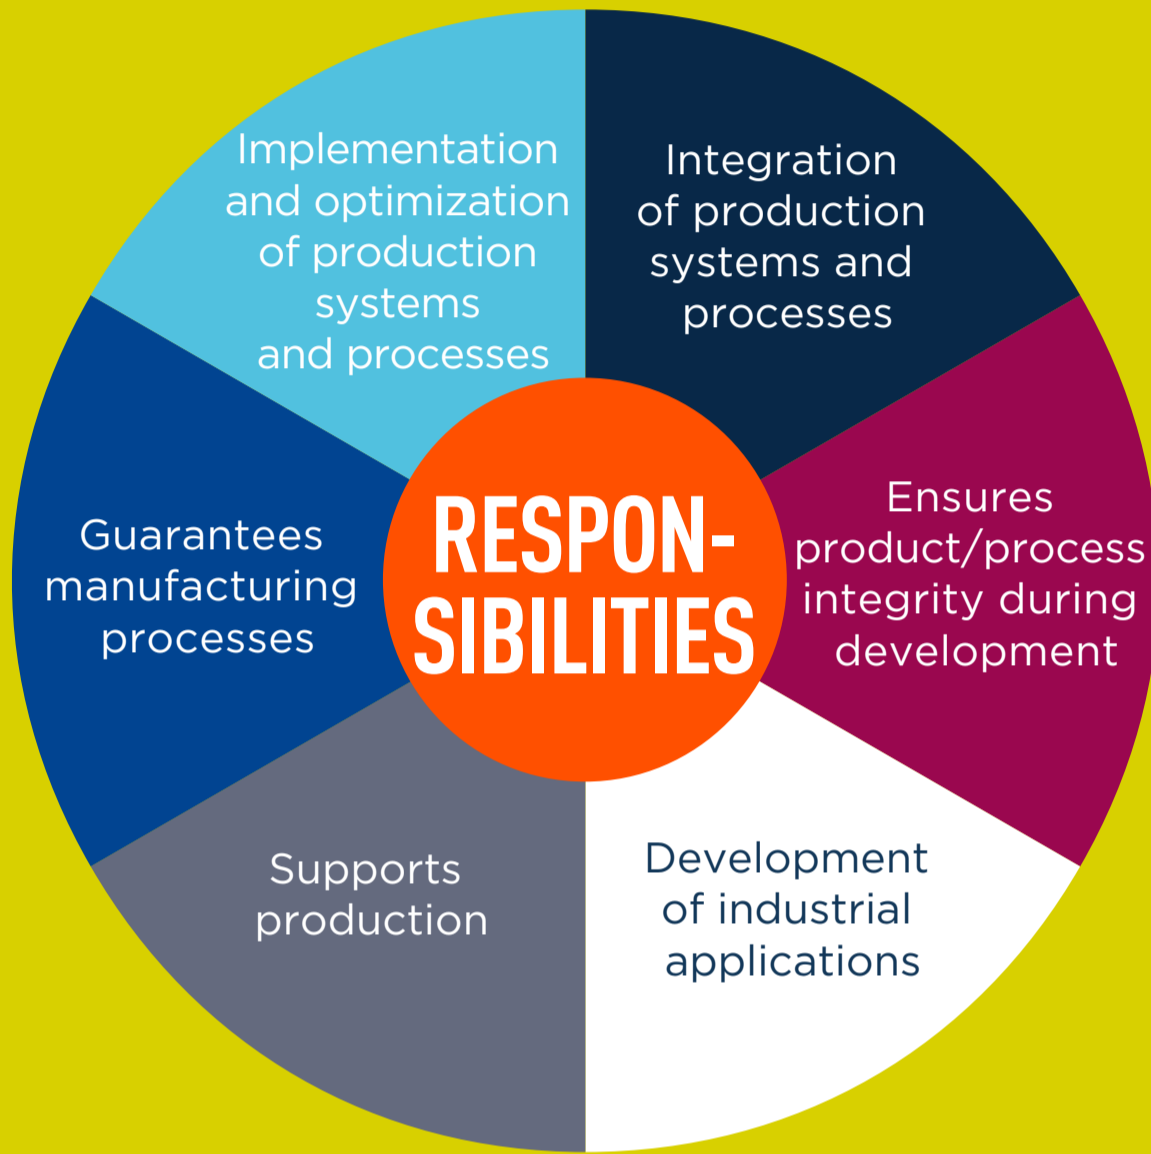 Implementation
and optimization
of production
systems
and processes
Integration
of production
systems and
processes
Ensures
product/process
integrity during
development
Development
of industrial
applications
Supports
production
Guarantees
manufacturing
processes
RESPON-
SIBILITIES